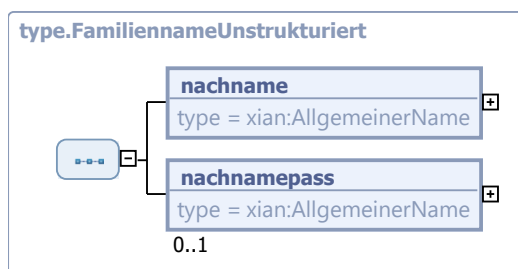 type.FamiliennameUnstrukturiert
nachname
type = xian:AllgemeinerName
nachnamepass
type = xian:AllgemeinerName
0..1